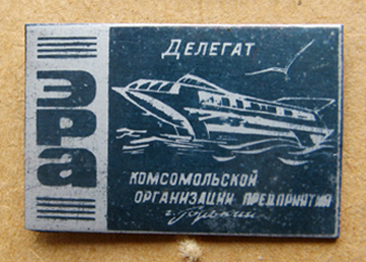 ЭРА
ДЕЛЕГАТ
КОМСОМОЛЬСКОЙ
ОРГАНИЗАЦИИ ПРЕДПРИЯТИЯ
г. Горький